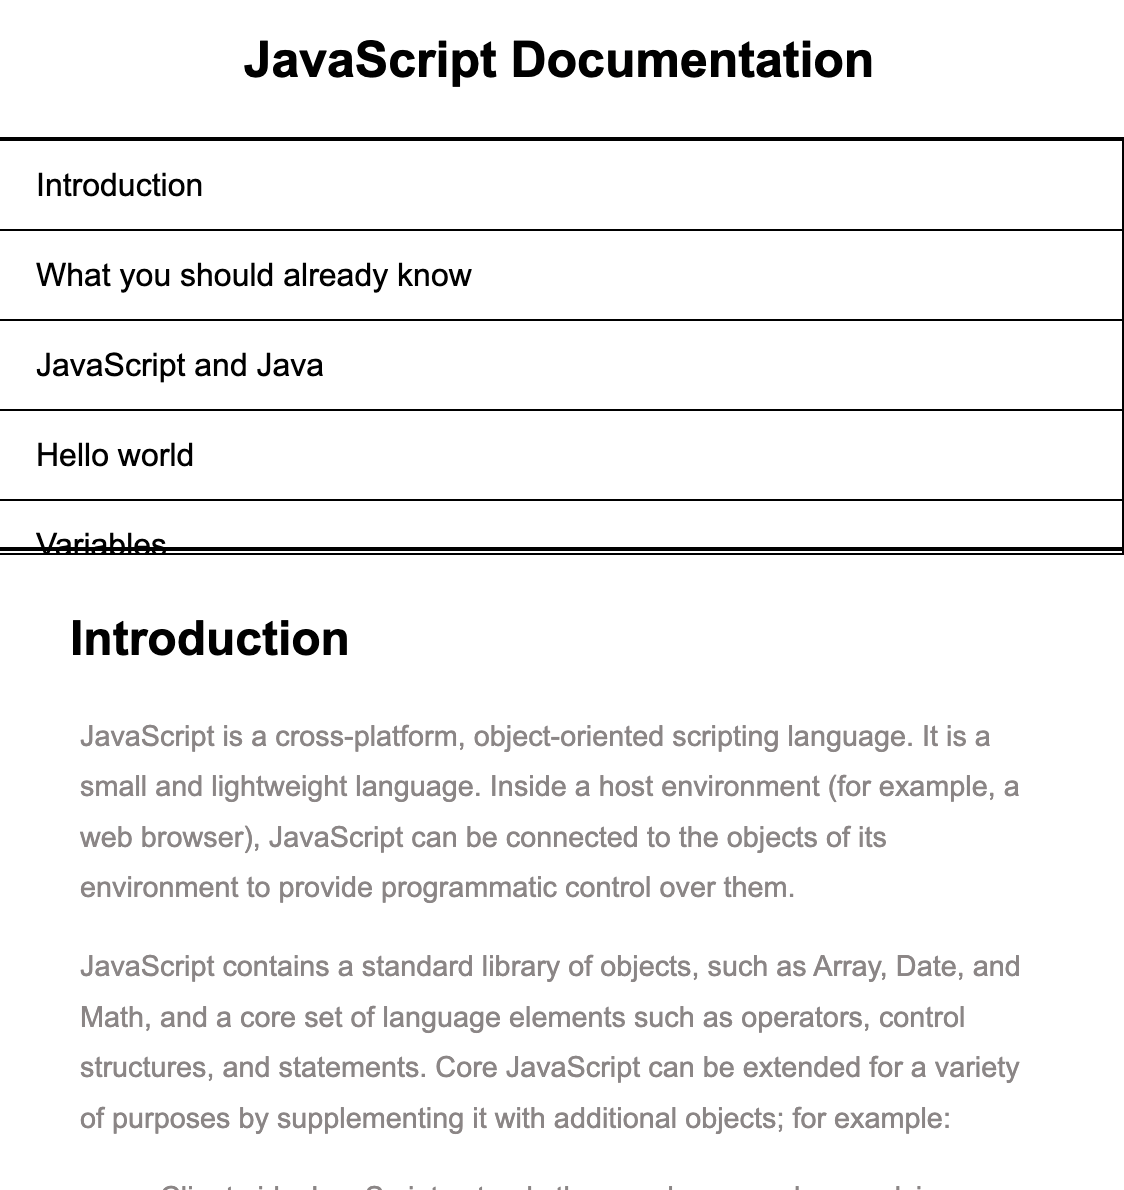 JavaScript Documentation
Introduction
What you should already know
JavaScript and Java
Hello world
Variables
Introduction
JavaScript is a cross-platform, object-oriented scripting language. It is a
small and lightweight language. Inside a host environment (for example, a
web browser), JavaScript can be connected to the objects of its
environment to provide programmatic control over them.
JavaScript contains a standard library of objects, such as Array, Date, and
Math, and a core set of language elements such as operators, control
structures, and statements. Core JavaScript can be extended for a variety
of purposes by supplementing it with additional objects; for example: